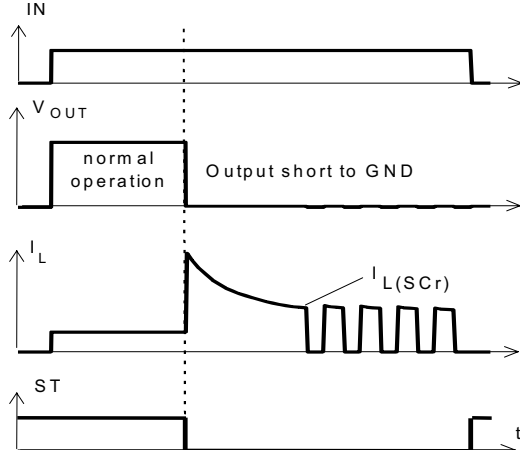 IN
V OUT
normal
operation
Output short to GND
I L
I L(SCr)
ST
t